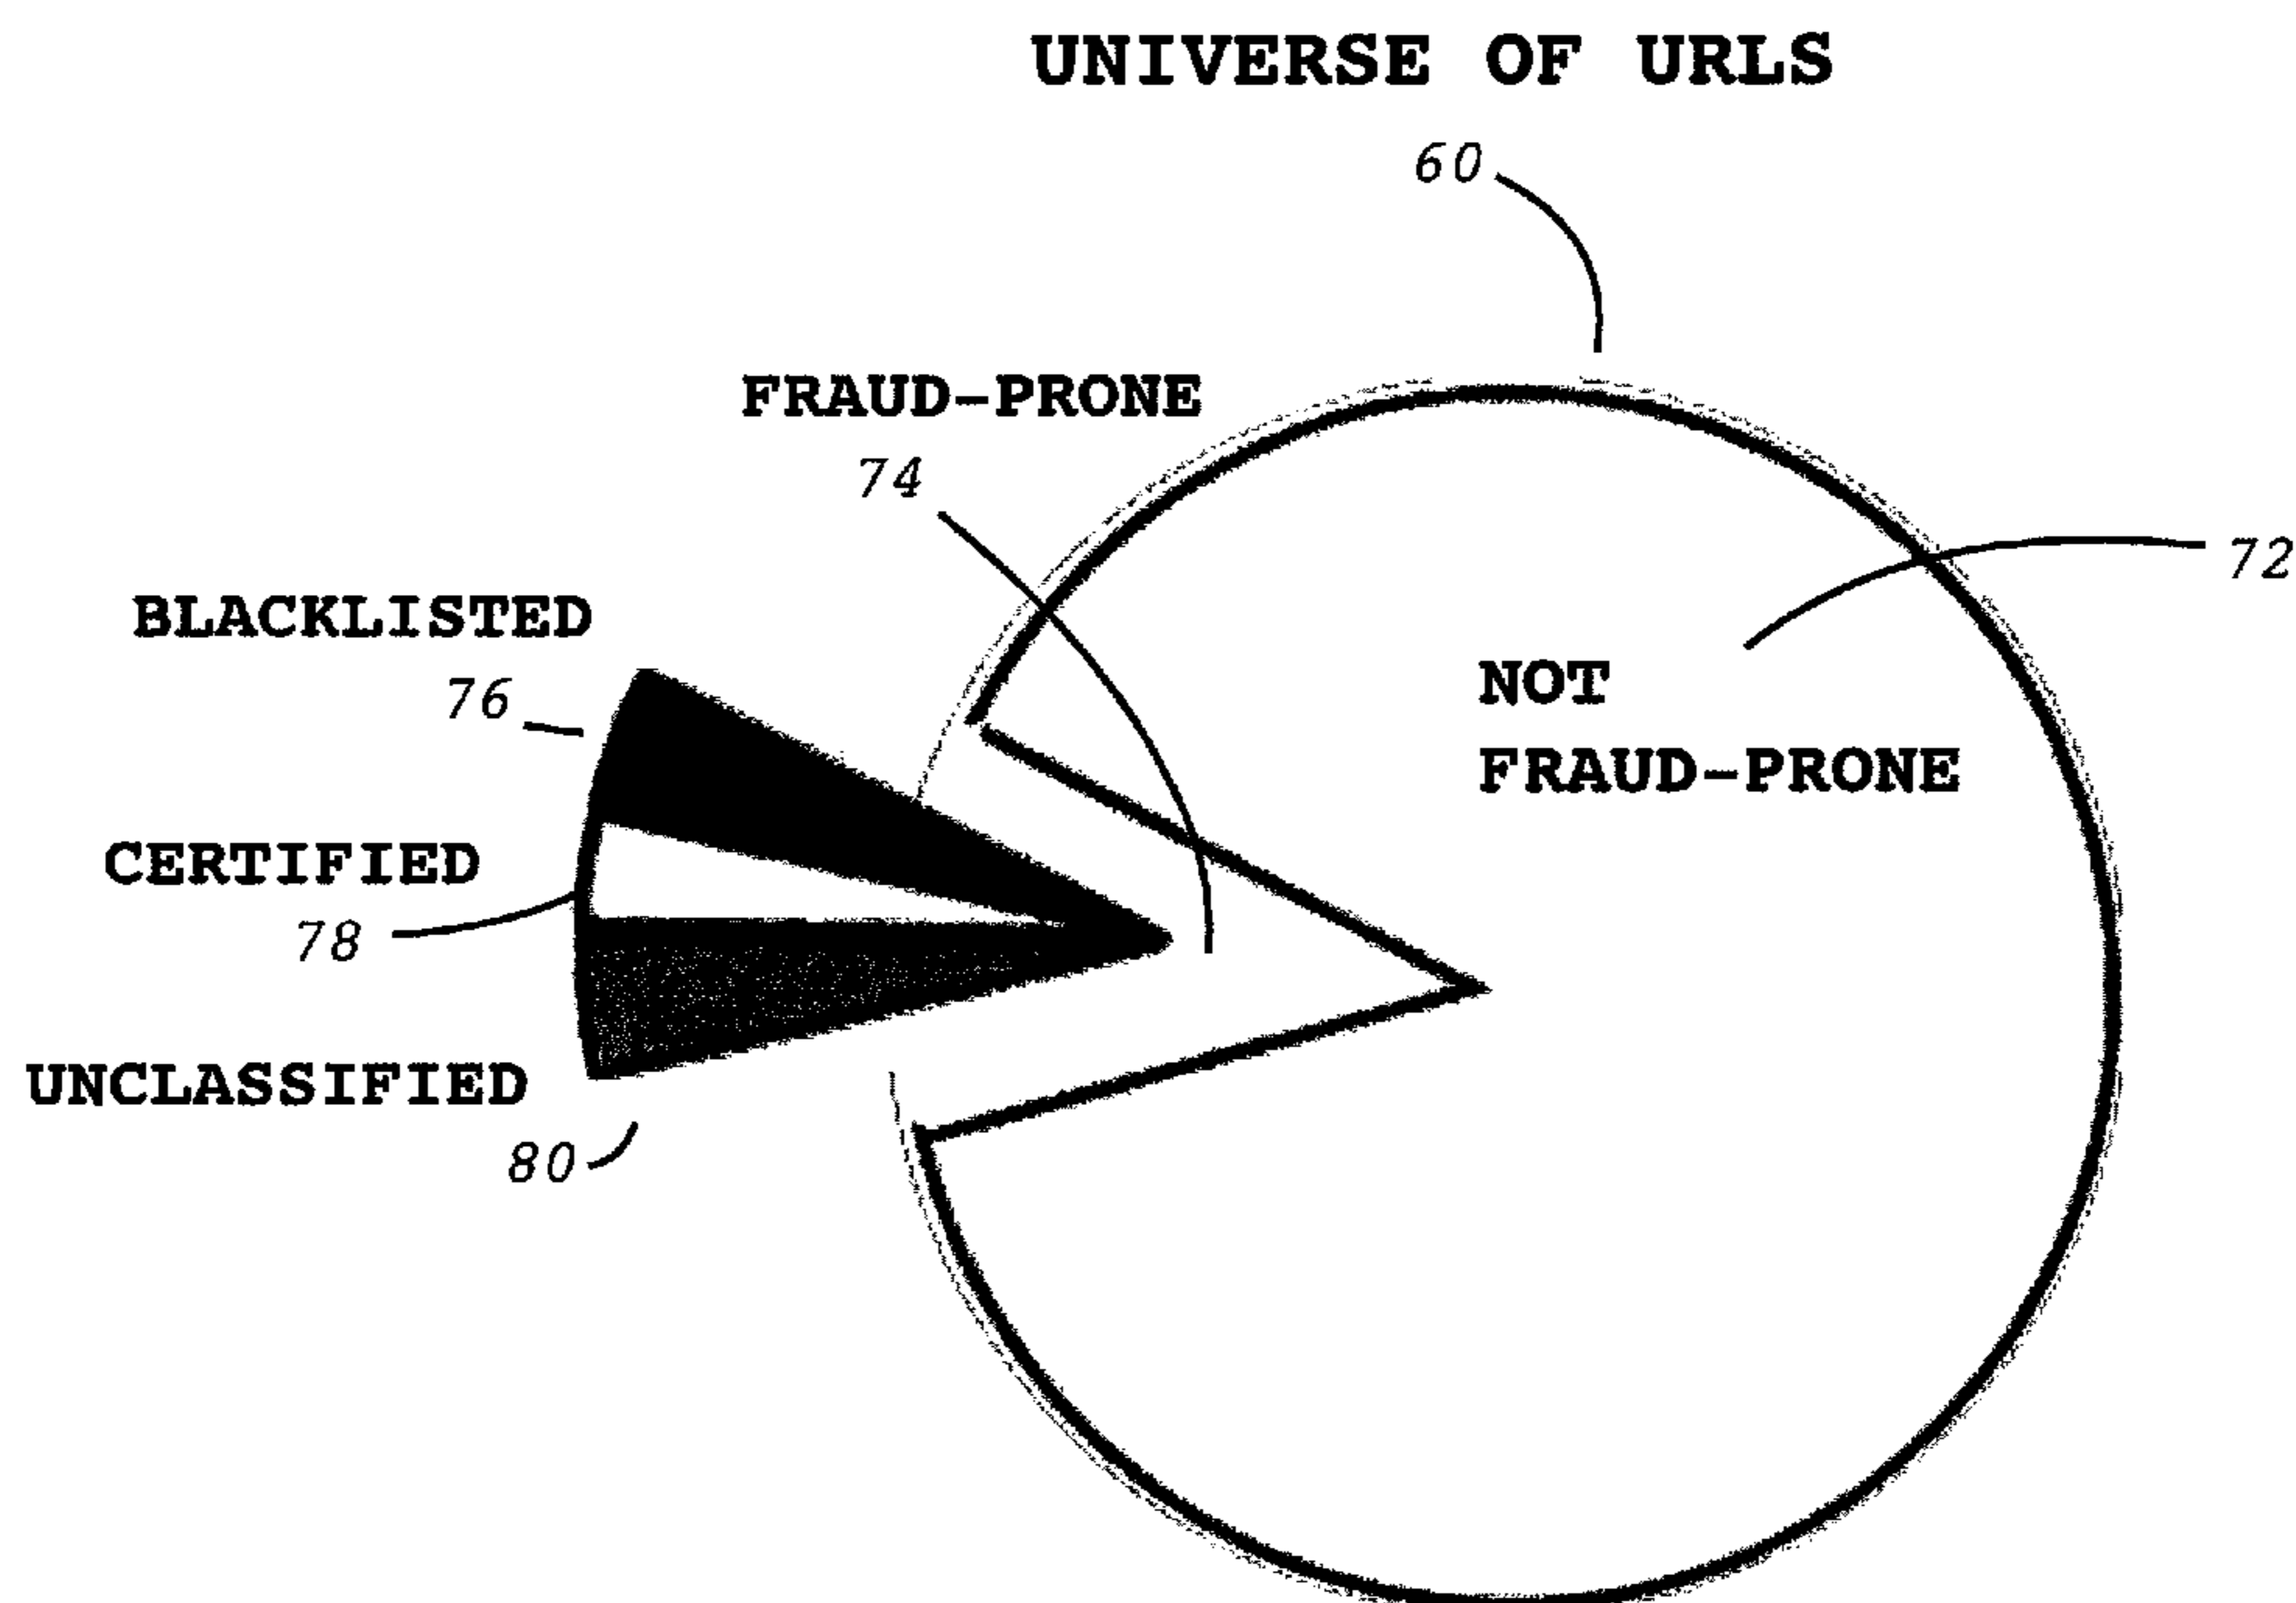 UNIVERSE OF URLS
60
FRAUD-PRONE
74
72
BLACKLISTED
76
NOT
FRAUD-PRONE
CERTIFIED
78
UNCLASSIFIED
80